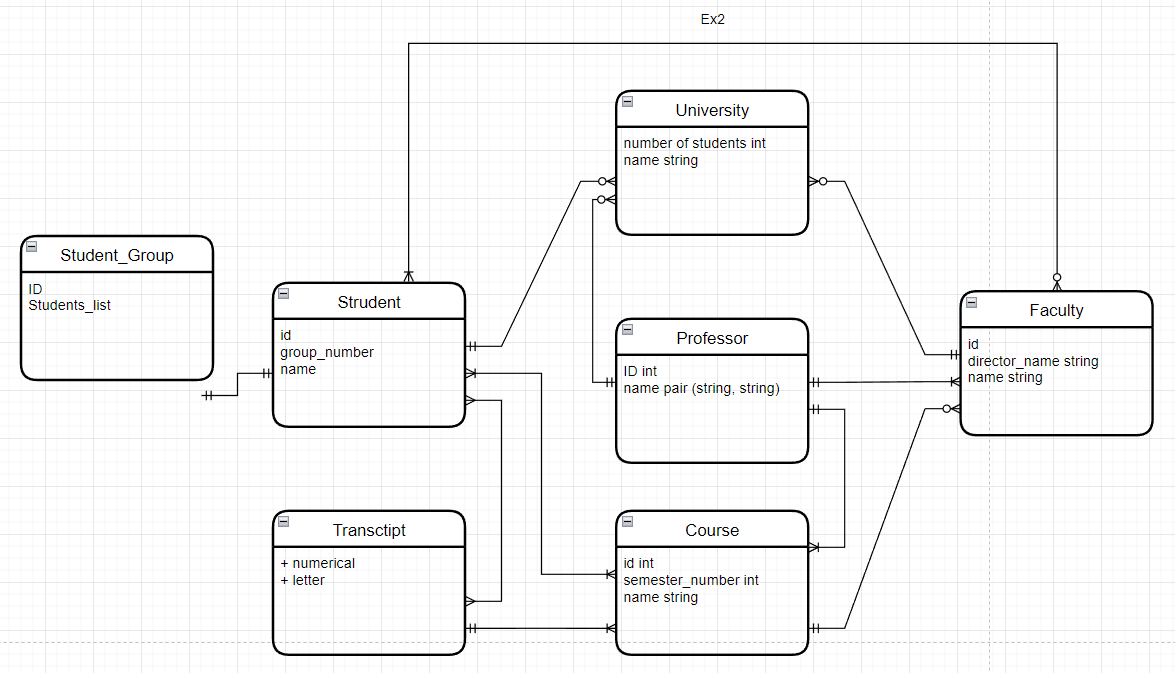 Ex2
University
number of students int
name string
Student_Group
ID
Students_list
Strudent
id
group_number
name
Professor
ID int
name pair (string, string)
Faculty
id
director_name string
name string
Transctipt
+ numerical
+ letter
Course
id int
semester_number int
name string